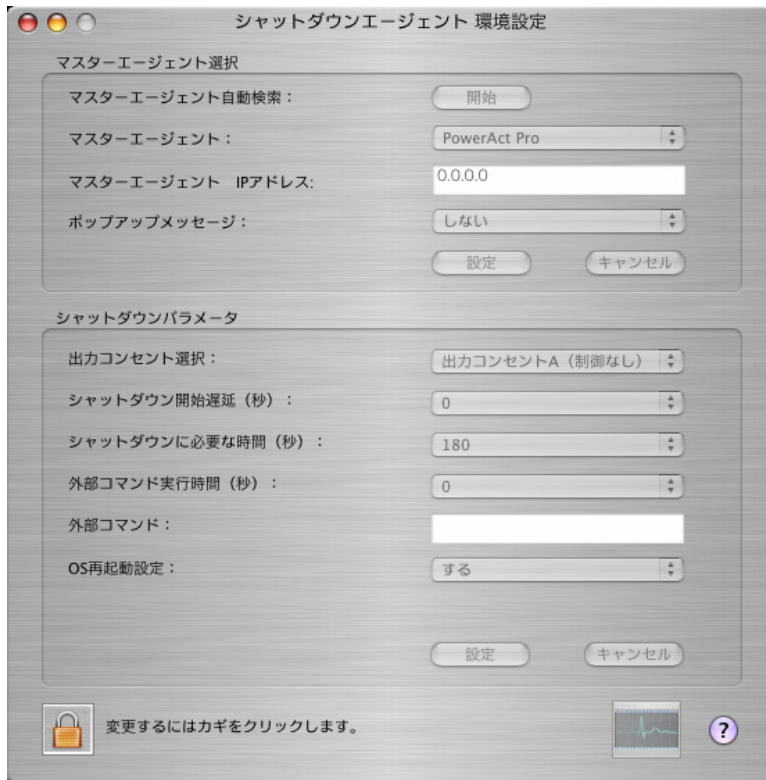 シャットダウンエージェント 環境設定
マスターエージェント選択
マスターエージェント自動検索：
開始
マスターエージェント：
PowerAct Pro
マスターエージェント　IPアドレス:
0.0.0.0
ポップアップメッセージ：
しない
設定
キャンセル
シャットダウンパラメータ
出力コンセント選択：
出力コンセントA（制御なし）
シャットダウン開始遅延（秒）：
0
シャットダウンに必要な時間（秒）：
180
外部コマンド実行時間（秒）：
0
外部コマンド：
OS再起動設定：
する
設定
キャンセル
変更するにはカギをクリックします。
?